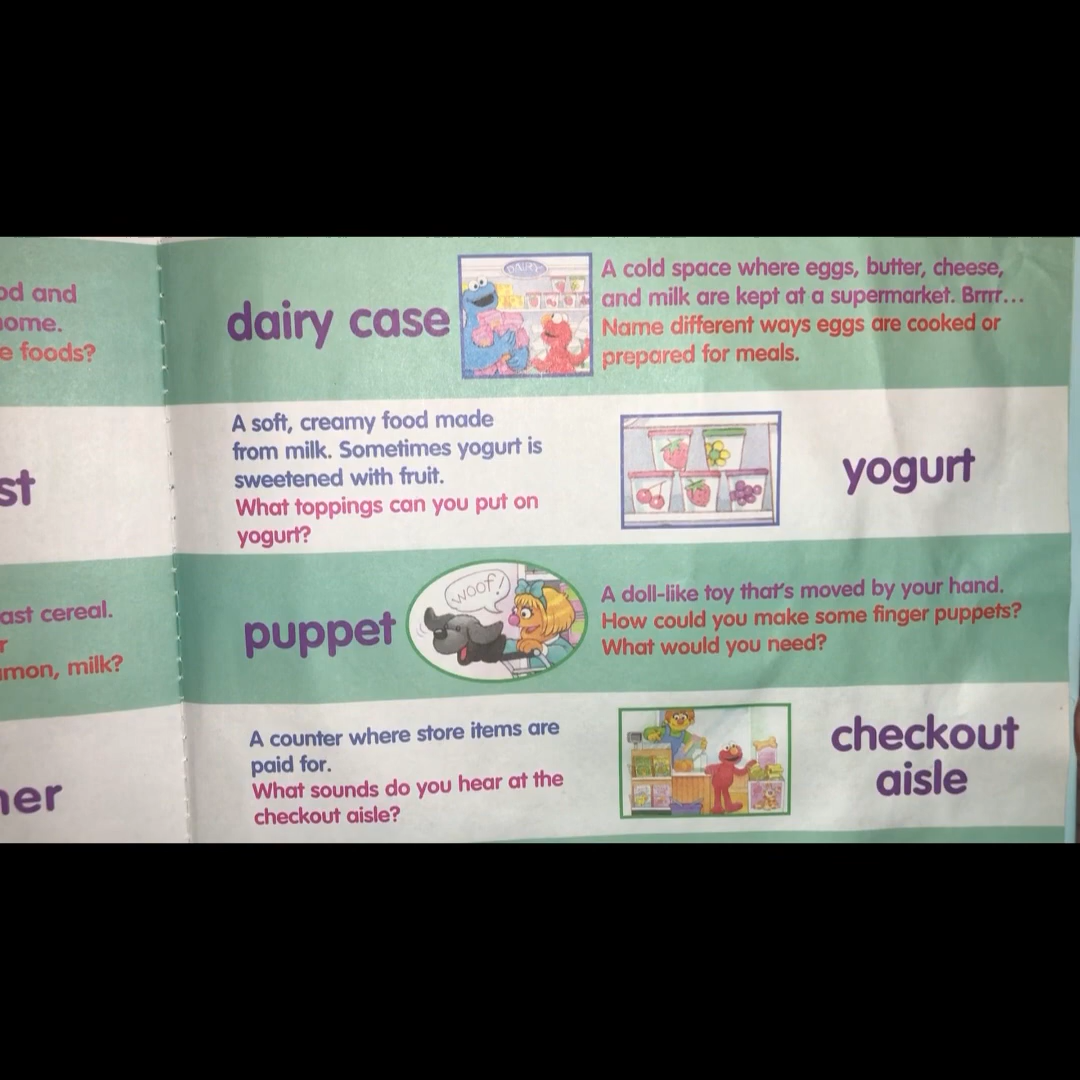 od and
ome.
e foods?
st
ast cereal.
r
mon, milk?
ner
dairy case
DAIRY
A cold space where eggs, butter, cheese,
and milk are kept at a supermarket. Brrrr...
Name different ways eggs are cooked or
prepared for meals.
A soft, creamy food made
from milk. Sometimes yogurt is
sweetened with fruit.
What toppings can you put on
yogurt?
yogurt
puppet
woof!
A doll-like toy that's moved by your hand.
How could you make some finger puppets?
What would you need?
A counter where store items are
paid for.
What sounds do you hear at the
checkout aisle?
checkout
aisle